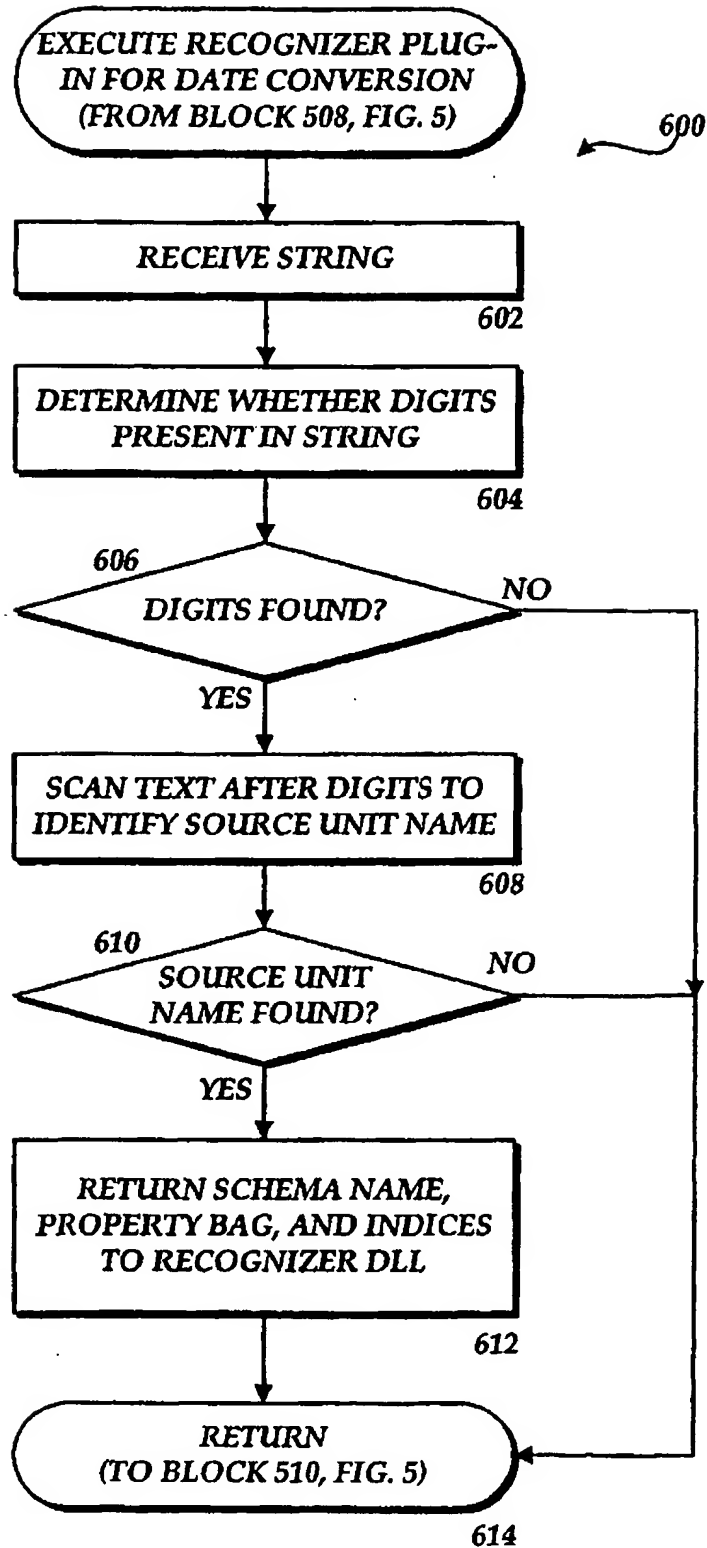 EXECUTE RECOGNIZER PLUG-
IN FOR DATE CONVERSION
(FROM BLOCK 508, FIG. 5)
600
RECEIVE STRING
602
DETERMINE WHETHER DIGITS
PRESENT IN STRING
604
606
DIGITS FOUND?
NO
YES
SCAN TEXT AFTER DIGITS TO
IDENTIFY SOURCE UNIT NAME
608
610
SOURCE UNIT
NAME FOUND?
NO
YES
RETURN SCHEMA NAME,
PROPERTY BAG, AND INDICES
TO RECOGNIZER DLL
612
RETURN
(TO BLOCK 510, FIG. 5)
614